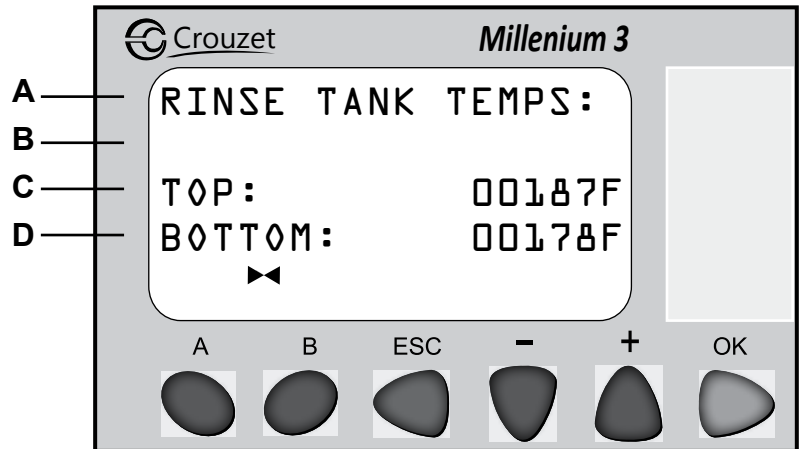 Crouzet Millenium 3
A RINSE TANK TEMPS:
B
C TOP: 00187F
D BOTTOM: 00178F
A B ESC - + OK